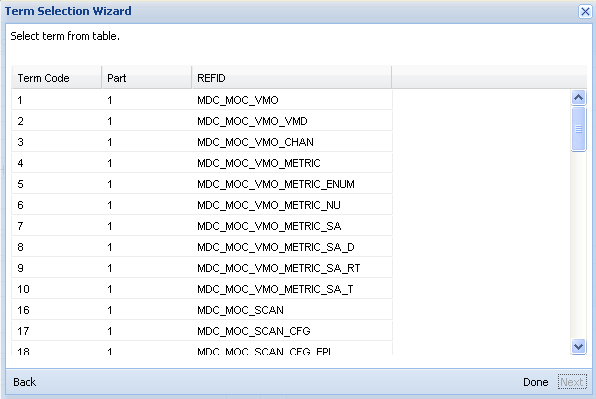 Term Selection Wizard
Select term from table.
Term Code Part REFID
1 1 MDC_MOC_VMO
2 1 MDC_MOC_VMO_VMD
3 1 MDC_MOC_VMO_CHAN
4 1 MDC_MOC_VMO_METRIC
5 1 MDC_MOC_VMO_METRIC_ENUM
6 1 MDC_MOC_VMO_METRIC_NU
7 1 MDC_MOC_VMO_METRIC_SA
8 1 MDC_MOC_VMO_METRIC_SA_D
9 1 MDC_MOC_VMO_METRIC_SA_RT
10 1 MDC_MOC_VMO_METRIC_SA_T
16 1 MDC_MOC_SCAN
17 1 MDC_MOC_SCAN_CFG
18 1 MDC_MOC_SCAN_CFG_EPI
Back Done Next